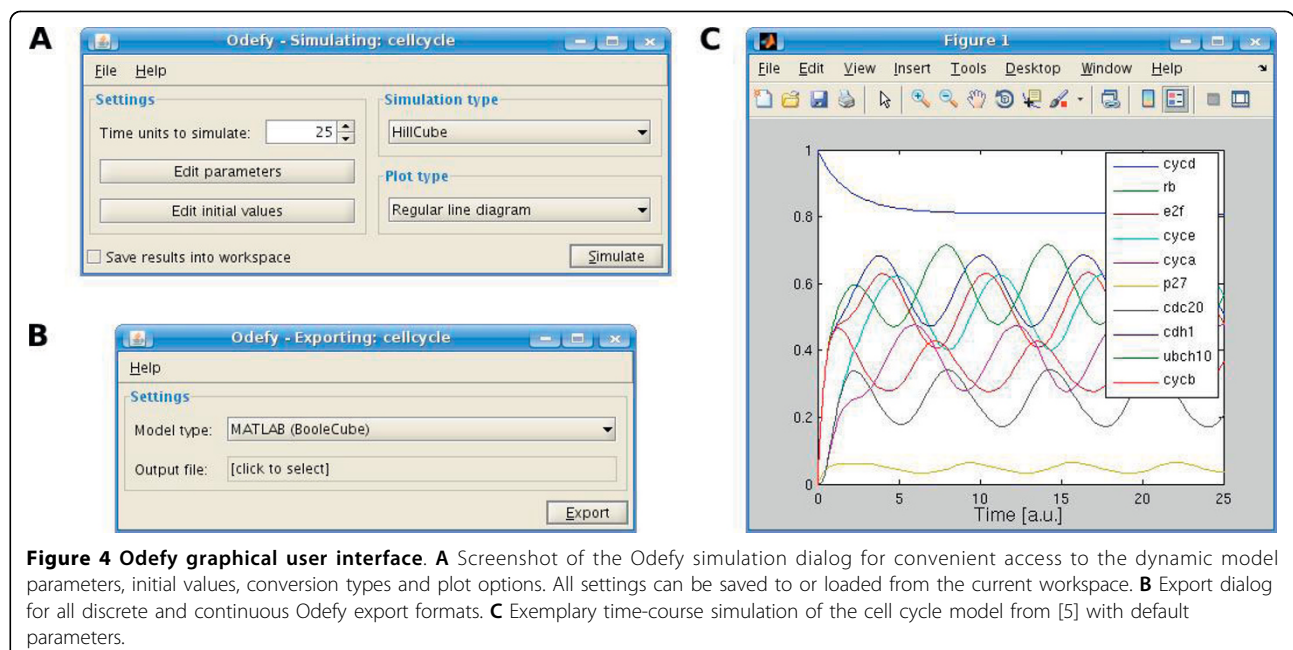 A
Odefy - Simulating: cellcycle
File Help
Settings
Time units to simulate: 25
Edit parameters
Edit initial values
Save results into workspace
Simulation type
HillCube
Plot type
Regular line diagram
Simulate
B
Odefy - Exporting: cellcycle
Help
Settings
Model type: MATLAB (BooleCube)
Output file: [click to select]
Export
C
Figure 1
File Edit View Insert Tools Desktop Window Help
1
0.8
0.6
0.4
0.2
0
0 5 10 15 20 25
Time [a.u.]
cycd
rb
e2f
cyce
cyca
p27
cdc20
cdh1
ubch10
cycb
Figure 4 Odefy graphical user interface. A Screenshot of the Odefy simulation dialog for convenient access to the dynamic model
parameters, initial values, conversion types and plot options. All settings can be saved to or loaded from the current workspace. B Export dialog
for all discrete and continuous Odefy export formats. C Exemplary time-course simulation of the cell cycle model from [5] with default
parameters.